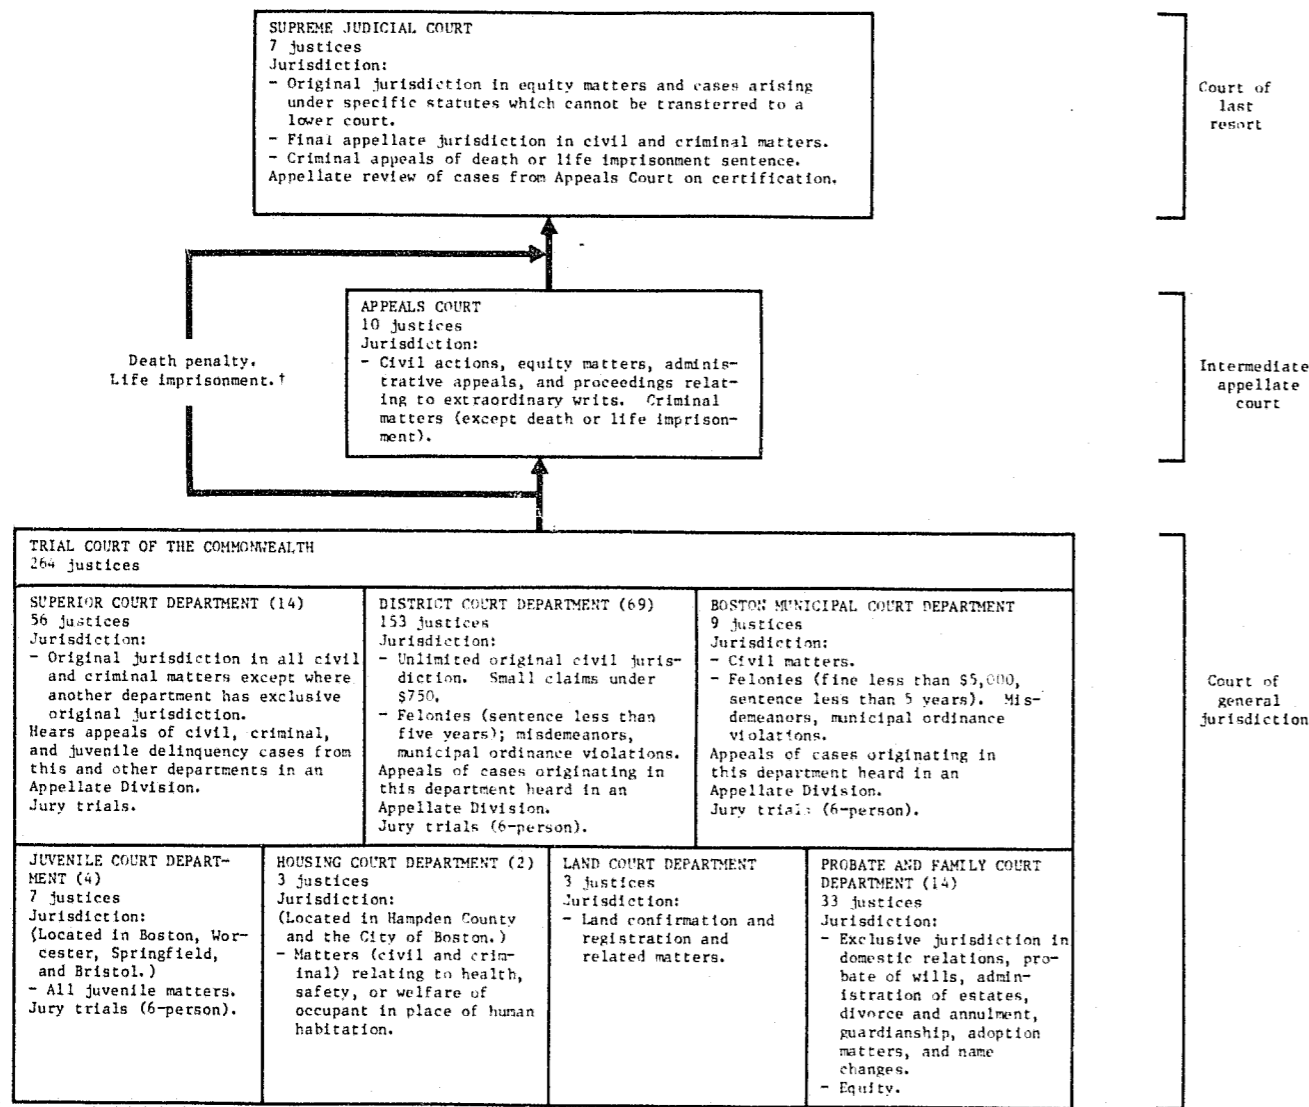 SUPREME JUDICIAL COURT
7 justices
Jurisdiction:
- Original jurisdiction in equity matters and cases arising
under specific statutes which cannot be transferred to a
lower court.
- Final appellate jurisdiction in civil and criminal matters.
- Criminal appeals of death or life imprisonment sentence.
Appellate review of cases from Appeals Court on certification.
Court of
last
resort
APPEALS COURT
10 justices
Jurisdiction:
- Civil actions, equity matters, adminis-
trative appeals, and proceedings relat-
ing to extraordinary writs. Criminal
matters (except death or life imprison-
ment).
Death penalty.
Life imprisonment.†
Intermediate
appellate
court
TRIAL COURT OF THE COMMONWEALTH
264 justices
SUPERIOR COURT DEPARTMENT (14)
56 justices
Jurisdiction:
- Original jurisdiction in all civil
and criminal matters except where
another department has exclusive
original jurisdiction.
Hears appeals of civil, criminal,
and juvenile delinquency cases from
this and other departments in an
Appellate Division.
Jury trials.
DISTRICT COURT DEPARTMENT (69)
153 justices
Jurisdiction:
- Unlimited original civil juris-
diction. Small claims under
$750.
- Felonies (sentence less than
five years); misdemeanors,
municipal ordinance violations.
Appeals of cases originating in
this department heard in an
Appellate Division.
Jury trials (6-person).
BOSTON MUNICIPAL COURT DEPARTMENT
9 justices
Jurisdiction:
- Civil matters.
- Felonies (fine less than $5,000,
sentence less than 5 years). Mis-
demeanors, municipal ordinance
violations.
Appeals of cases originating in
this department heard in an
Appellate Division.
Jury trials (6-person).
Court of
general
jurisdiction
JUVENILE COURT DEPART-
MENT (4)
7 justices
Jurisdiction:
(Located in Boston, Wor-
cester, Springfield,
and Bristol.)
- All juvenile matters.
Jury trials (6-person).
HOUSING COURT DEPARTMENT (2)
3 justices
Jurisdiction:
(Located in Hampden County
and the City of Boston.)
- Matters (civil and crim-
inal) relating to health,
safety, or welfare of
occupant in place of human
habitation.
LAND COURT DEPARTMENT
3 justices
Jurisdiction:
- Land confirmation and
registration and
related matters.
PROBATE AND FAMILY COURT
DEPARTMENT (14)
33 justices
Jurisdiction:
- Exclusive jurisdiction in
domestic relations, pro-
bate of wills, admin-
istration of estates,
divorce and annulment,
guardianship, adoption
matters, and name
changes.
- Equity.